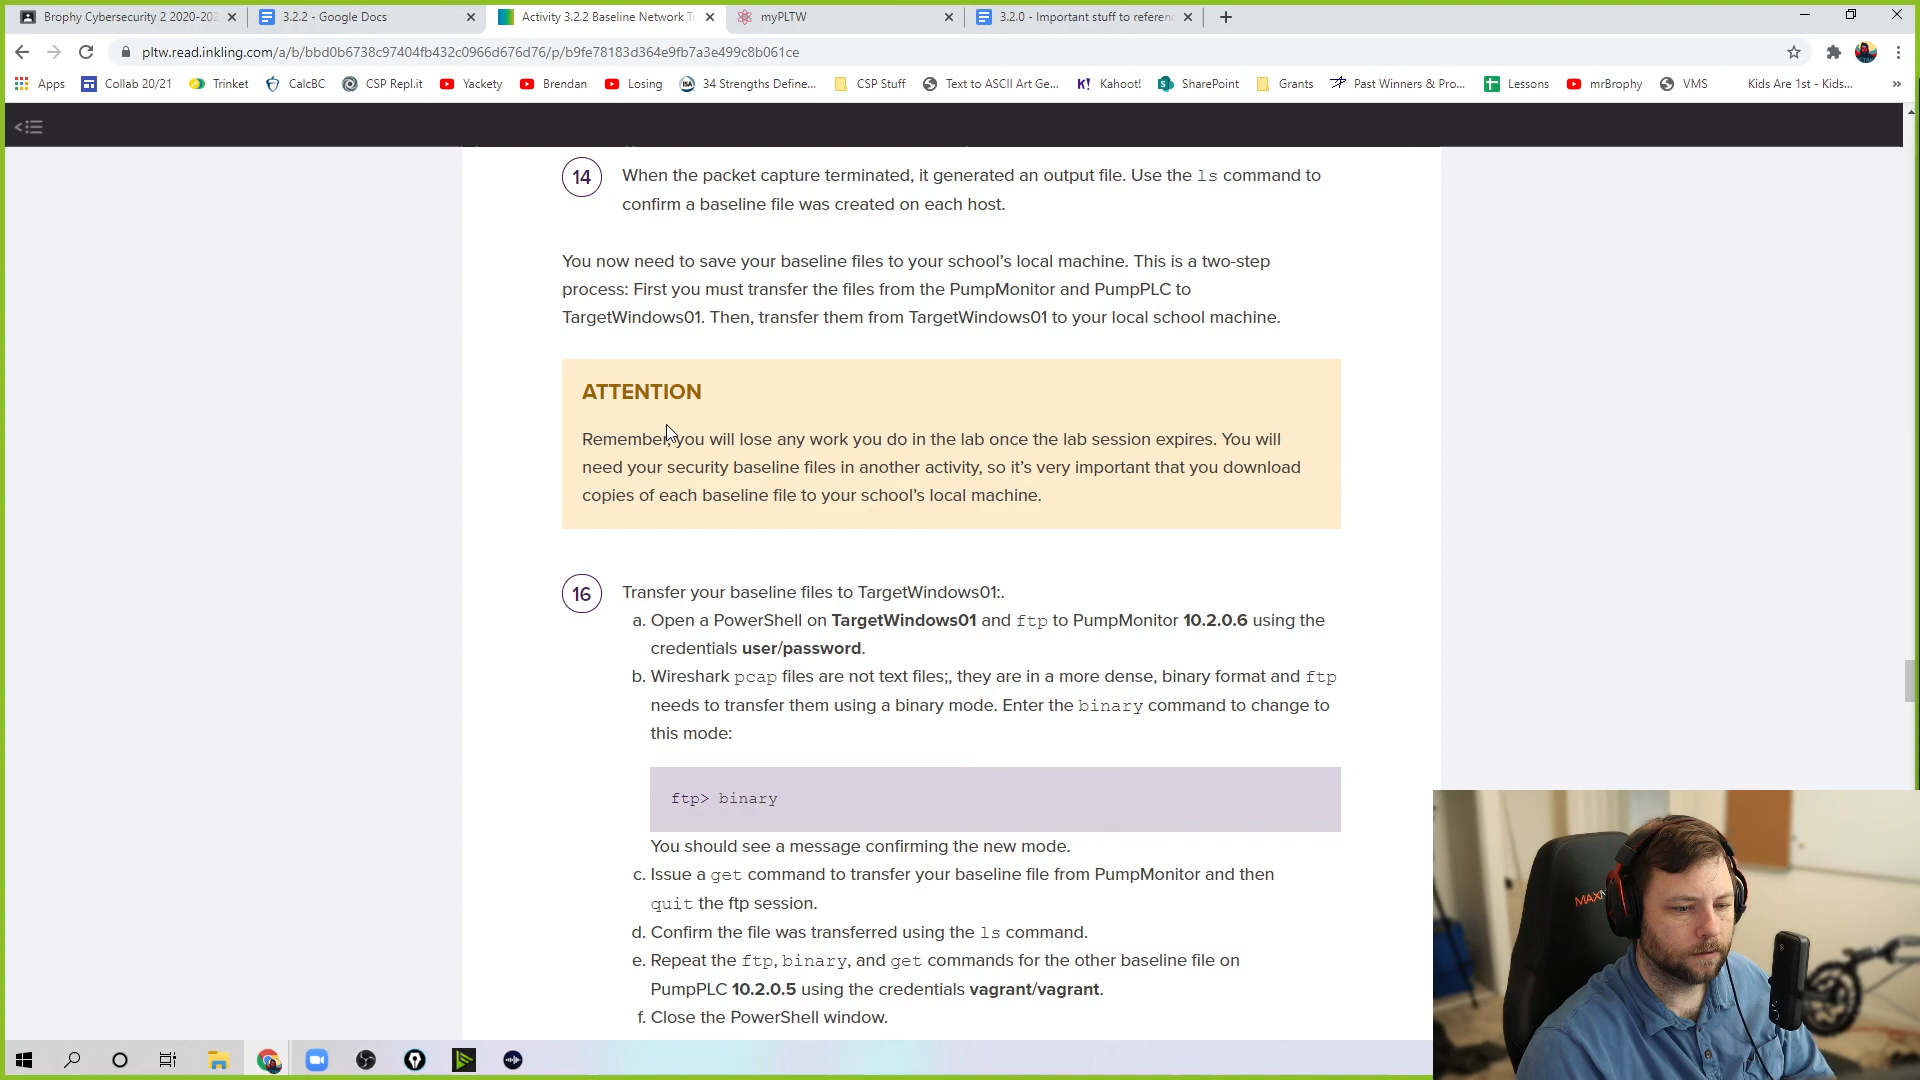 Brophy Cybersecurity 2 2020-202
3.2.2 - Google Docs
Activity 3.2.2 Baseline Network Tr
myPLTW
3.2.0 - Important stuff to referenc
pltw.read.inkling.com/a/b/bbd0b6738c97404fb432c0966d676d76/p/b9fe78183d364e9fb7a3e499c8b061ce
Apps
Collab 20/21
Trinket
CalcBC
CSP Repl.it
Yackety
Brendan
Losing
34 Strengths Define...
CSP Stuff
Text to ASCII Art Ge...
K! Kahoot!
SharePoint
Grants
Past Winners & Pro...
Lessons
mrBrophy
VMS
Kids Are 1st - Kids...
14
When the packet capture terminated, it generated an output file. Use the ls command to
confirm a baseline file was created on each host.
You now need to save your baseline files to your school's local machine. This is a two-step
process: First you must transfer the files from the PumpMonitor and PumpPLC to
TargetWindows01. Then, transfer them from TargetWindows01 to your local school machine.
ATTENTION
Remember, you will lose any work you do in the lab once the lab session expires. You will
need your security baseline files in another activity, so it's very important that you download
copies of each baseline file to your school's local machine.
16
Transfer your baseline files to TargetWindows01:.
a. Open a PowerShell on TargetWindows01 and ftp to PumpMonitor 10.2.0.6 using the
credentials user/password.
b. Wireshark pcap files are not text files;, they are in a more dense, binary format and ftp
needs to transfer them using a binary mode. Enter the binary command to change to
this mode:
ftp> binary
You should see a message confirming the new mode.
c. Issue a get command to transfer your baseline file from PumpMonitor and then
quit the ftp session.
d. Confirm the file was transferred using the ls command.
e. Repeat the ftp, binary, and get commands for the other baseline file on
PumpPLC 10.2.0.5 using the credentials vagrant/vagrant.
f. Close the PowerShell window.